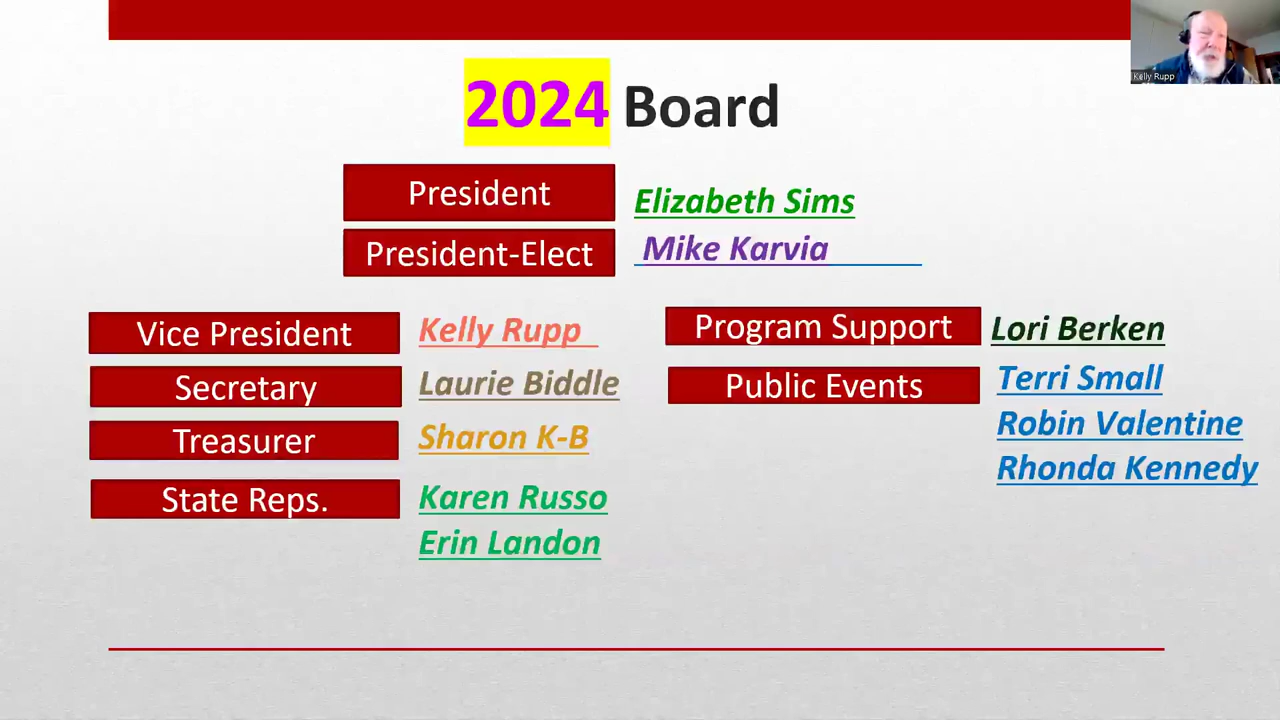 Kelly Rupp
2024 Board
President
Elizabeth Sims
President-Elect
Mike Karvia
Vice President
Kelly Rupp
Secretary
Laurie Biddle
Treasurer
Sharon K-B
State Reps.
Karen Russo
Erin Landon
Program Support
Lori Berken
Public Events
Terri Small
Robin Valentine
Rhonda Kennedy